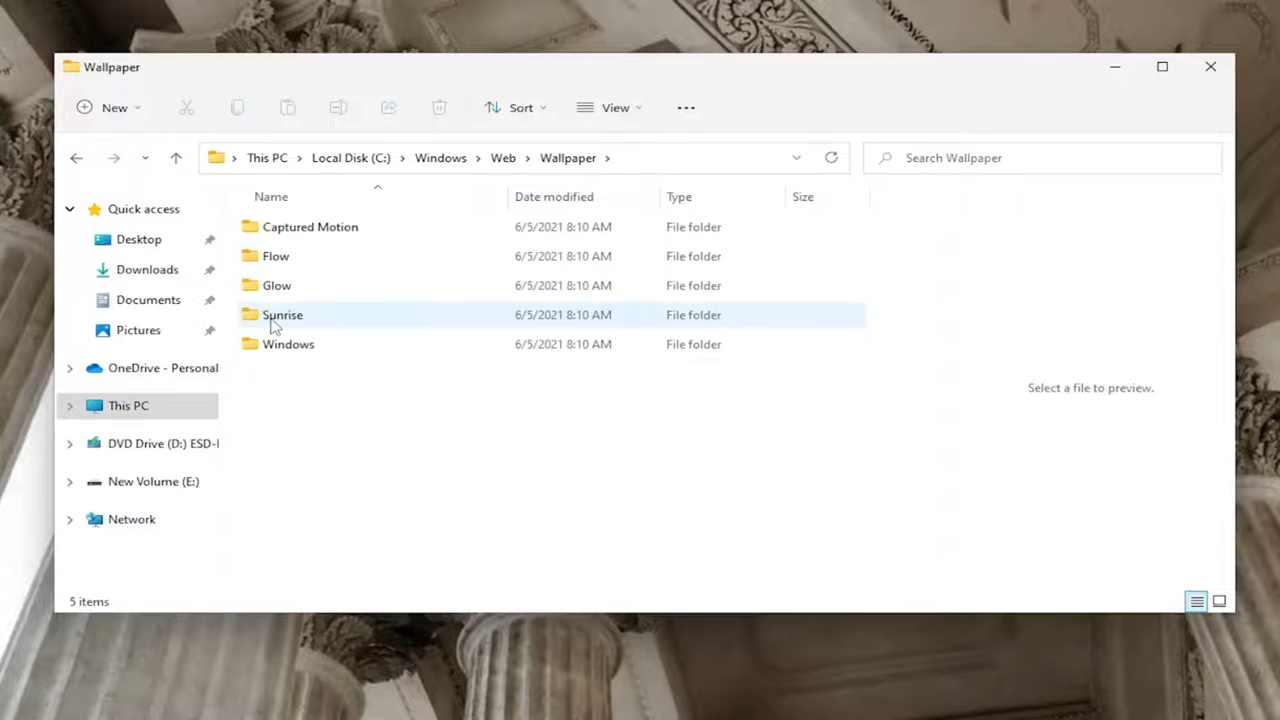 Wallpaper
New Sort View
This PC Local Disk (C:) Windows Web Wallpaper Search Wallpaper
Name Date modified Type Size
Quick access
Desktop
Downloads
Documents
Pictures
OneDrive - Personal
This PC
DVD Drive (D:) ESD-I
New Volume (E:)
Network
Captured Motion 6/5/2021 8:10 AM File folder
Flow 6/5/2021 8:10 AM File folder
Glow 6/5/2021 8:10 AM File folder
Sunrise 6/5/2021 8:10 AM File folder
Windows 6/5/2021 8:10 AM File folder
Select a file to preview.
5 items